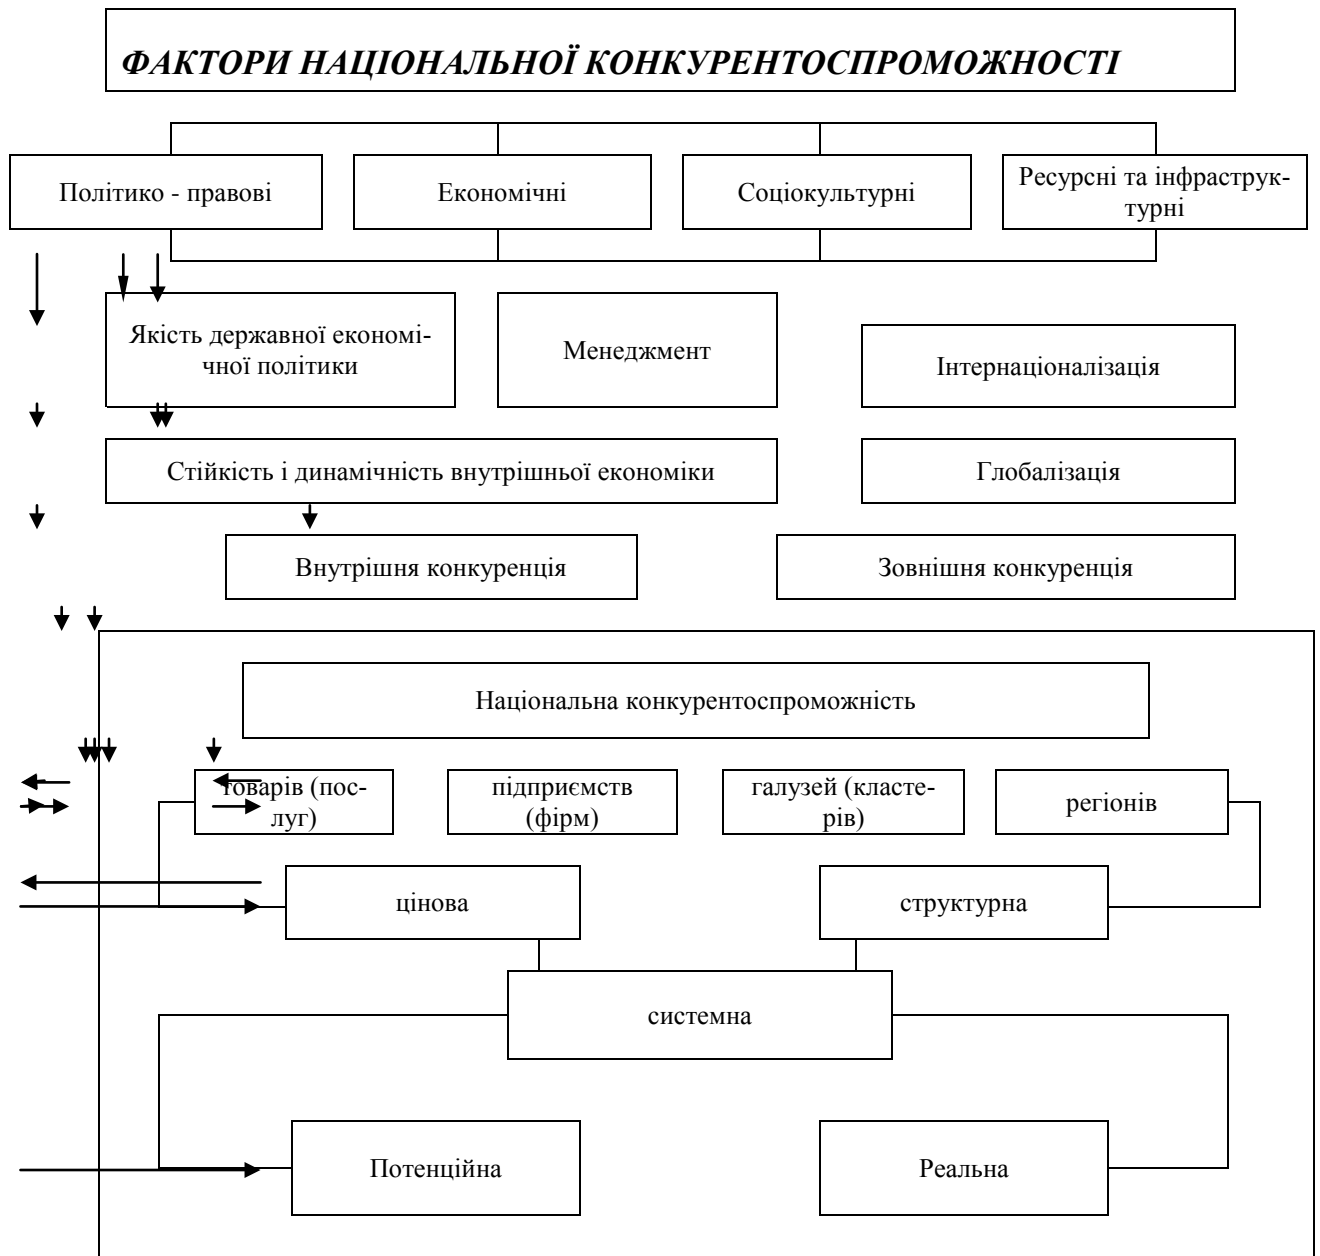 ФАКТОРИ НАЦІОНАЛЬНОЇ КОНКУРЕНТОСПРОМОЖНОСТІ
Політико - правові
Економічні
Соціокультурні
Ресурсні та інфраструк-
турні
Якість державної економі-
чної політики
Менеджмент
Інтернаціоналізація
Стійкість і динамічність внутрішньої економіки
Глобалізація
Внутрішня конкуренція
Зовнішня конкуренція
Національна конкурентоспроможність
товарів (пос-
луг)
підприємств
(фірм)
галузей (класте-
рів)
регіонів
цінова
структурна
системна
Потенційна
Реальна